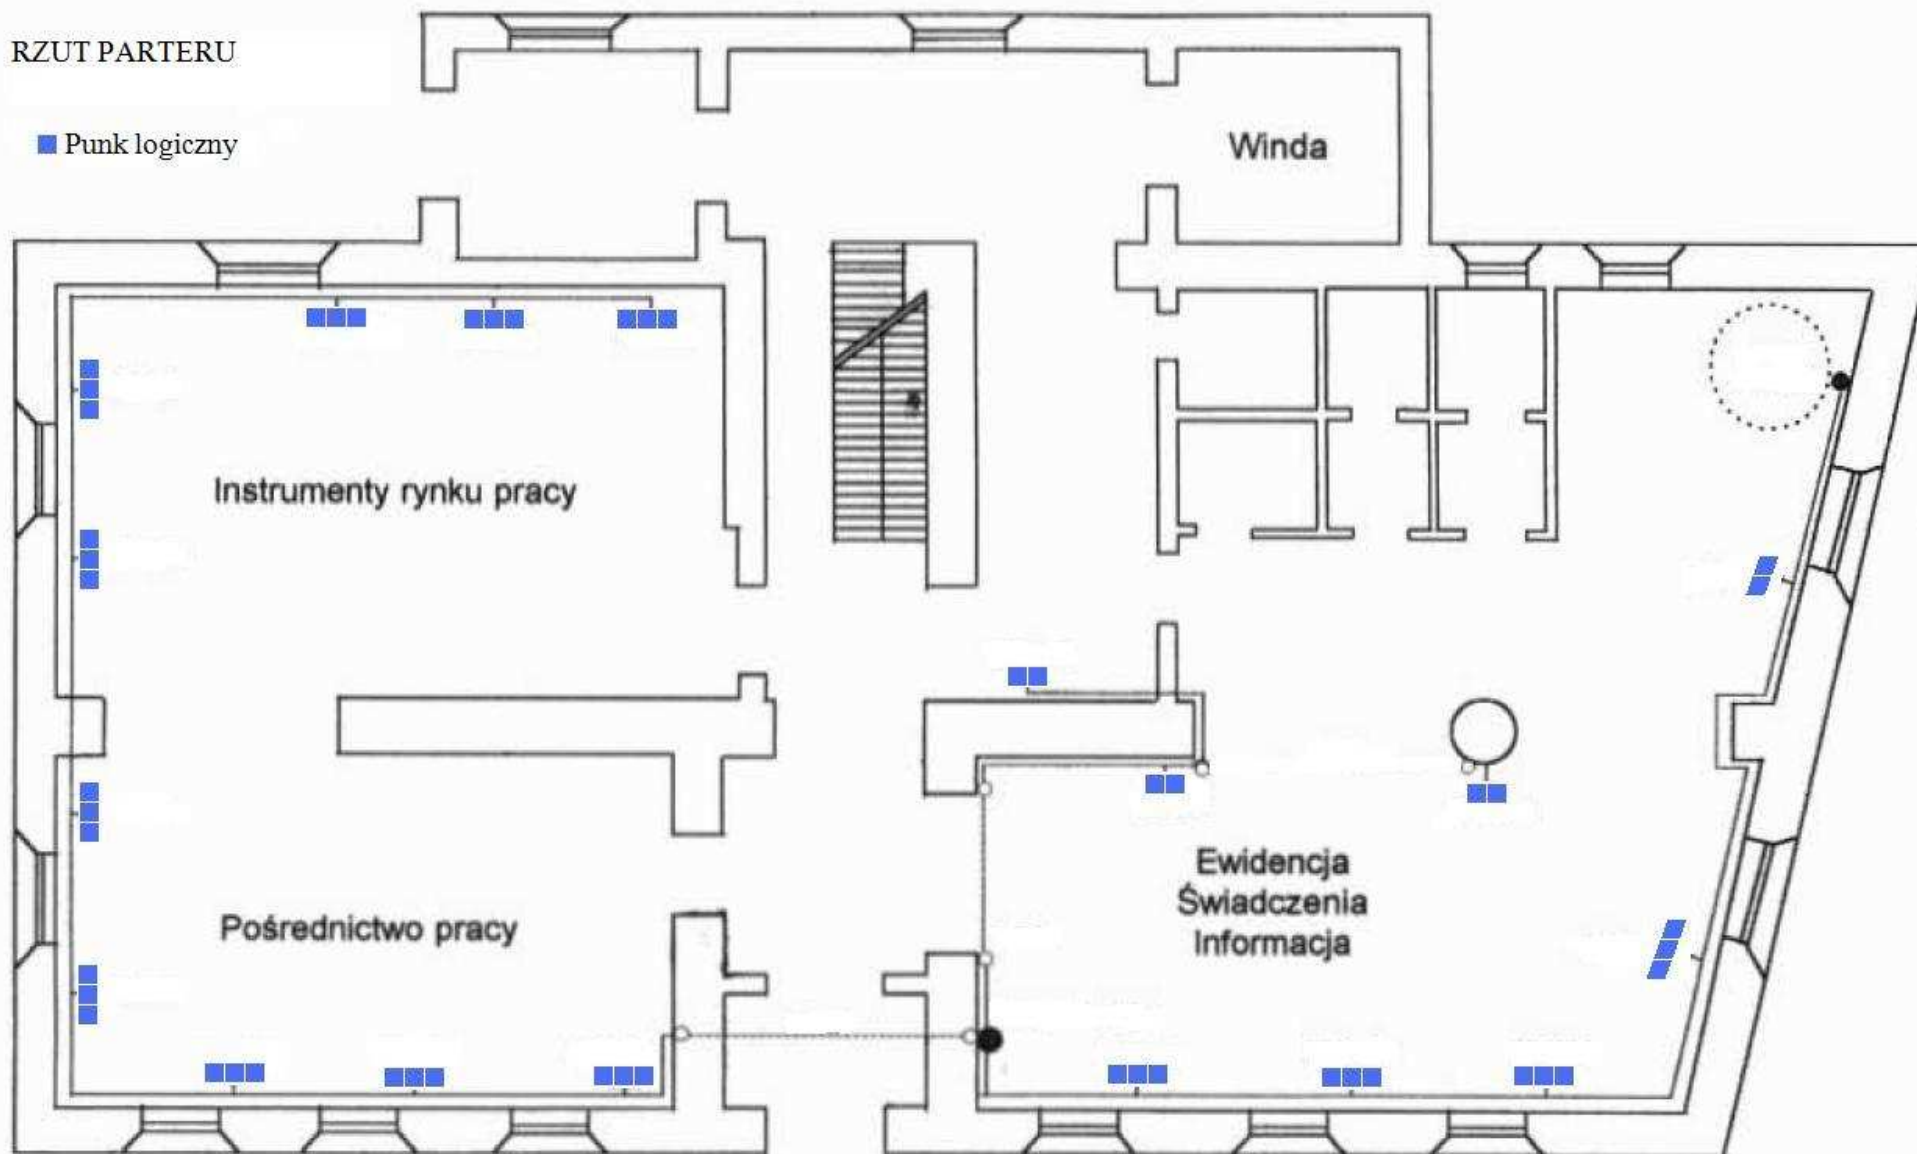 RZUT PARTERU
Punk logiczny
Winda
Instrumenty rynku pracy
Pośrednictwo pracy
Ewidencja
Świadczenia
Informacja